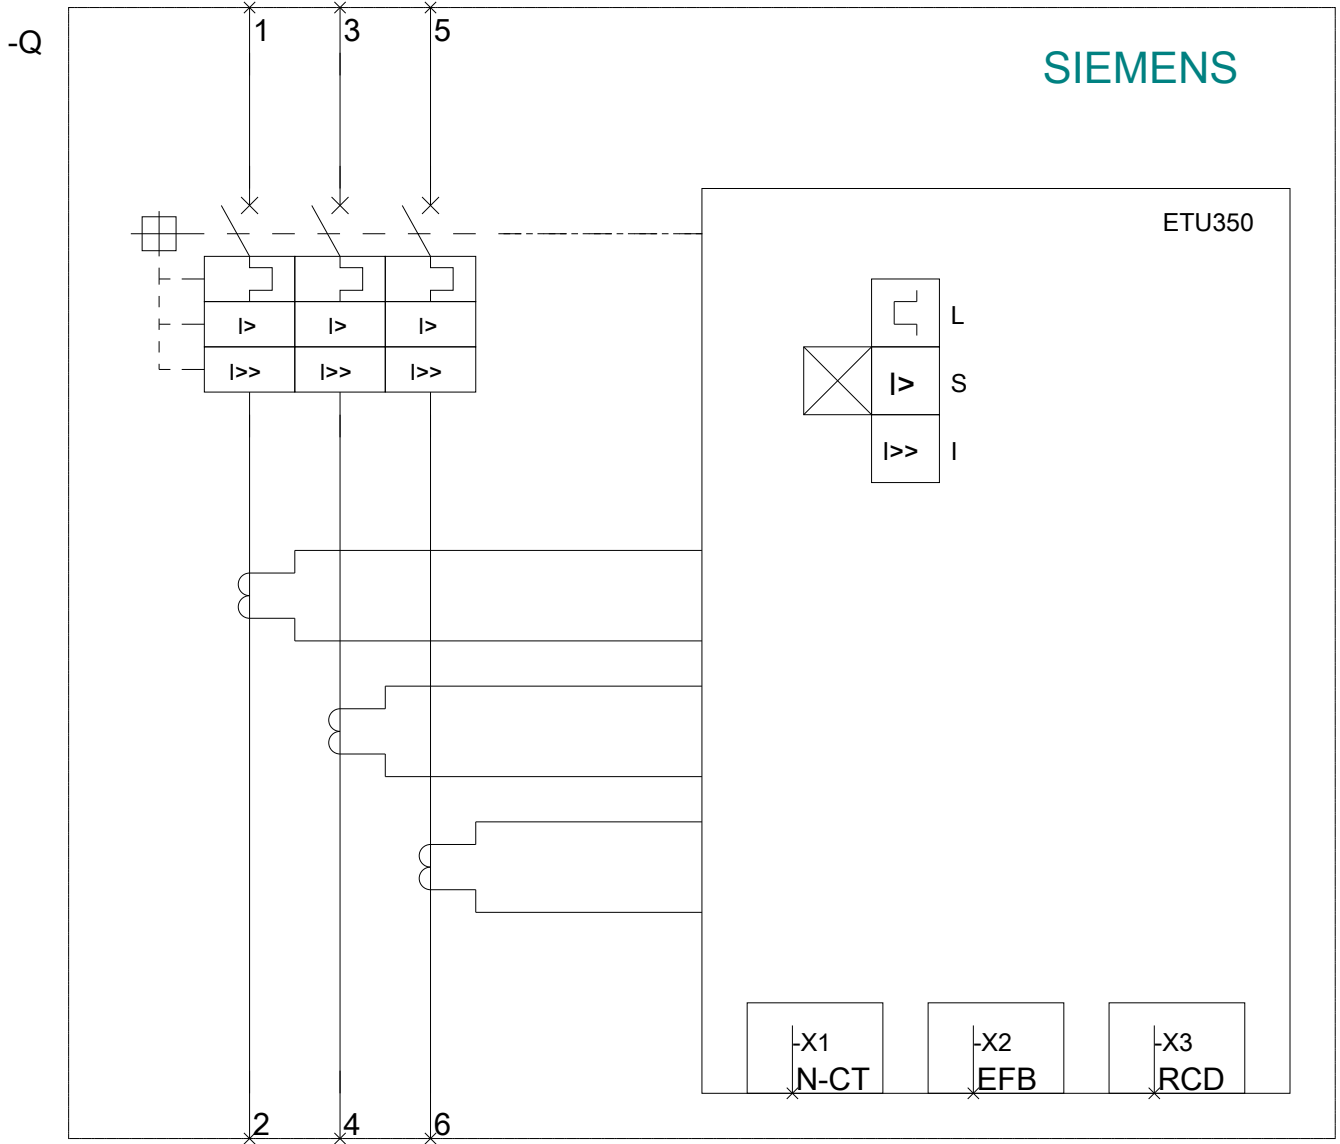 1 3 5
-Q
SIEMENS
ETU350
L
I> I> I>
I>> I>> I>>
I> S
I>> I
-X1 -X2 -X3
N-CT EFB RCD
2 4 6